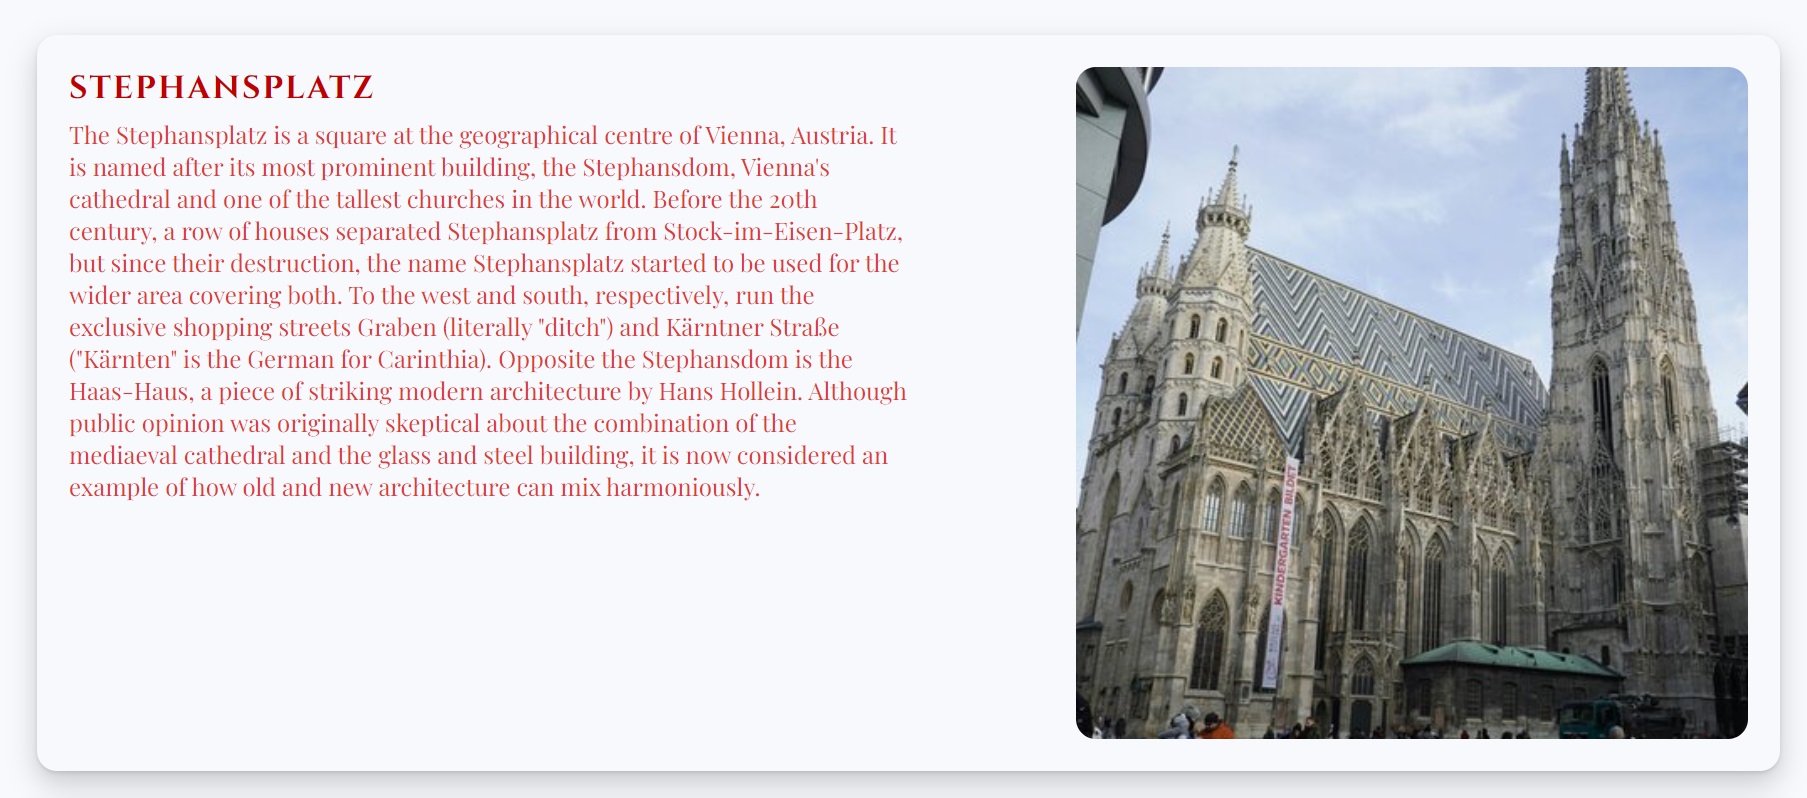 STEPHANSPLATZ
The Stephansplatz is a square at the geographical centre of Vienna, Austria. It
is named after its most prominent building, the Stephansdom, Vienna's
cathedral and one of the tallest churches in the world. Before the 20th
century, a row of houses separated Stephansplatz from Stock-im-Eisen-Platz,
but since their destruction, the name Stephansplatz started to be used for the
wider area covering both. To the west and south, respectively, run the
exclusive shopping streets Graben (literally "ditch") and Kärntner Straße
("Kärnten" is the German for Carinthia). Opposite the Stephansdom is the
Haas-Haus, a piece of striking modern architecture by Hans Hollein. Although
public opinion was originally skeptical about the combination of the
mediaeval cathedral and the glass and steel building, it is now considered an
example of how old and new architecture can mix harmoniously.
KINDERGARTEN BILDET